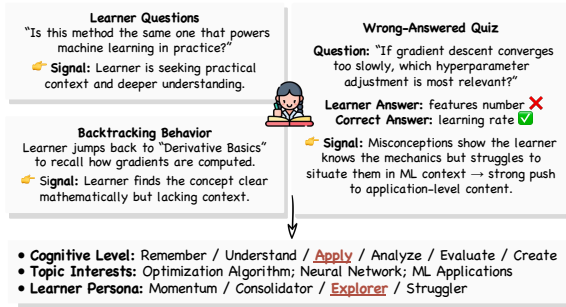 Learner Questions
“Is this method the same one that powers
machine learning in practice?”
👉 Signal: Learner is seeking practical
context and deeper understanding.
Backtracking Behavior
Learner jumps back to “Derivative Basics”
to recall how gradients are computed.
👉 Signal: Learner finds the concept clear
mathematically but lacking context.
Wrong-Answered Quiz
Question: “If gradient descent converges
too slowly, which hyperparameter
adjustment is most relevant?”
Learner Answer: features number ❌
Correct Answer: learning rate ✅
👉 Signal: Misconceptions show the learner
knows the mechanics but struggles to
situate them in ML context → strong push
to application-level content.
• Cognitive Level: Remember / Understand / Apply / Analyze / Evaluate / Create
• Topic Interests: Optimization Algorithm; Neural Network; ML Applications
• Learner Persona: Momentum / Consolidator / Explorer / Struggler